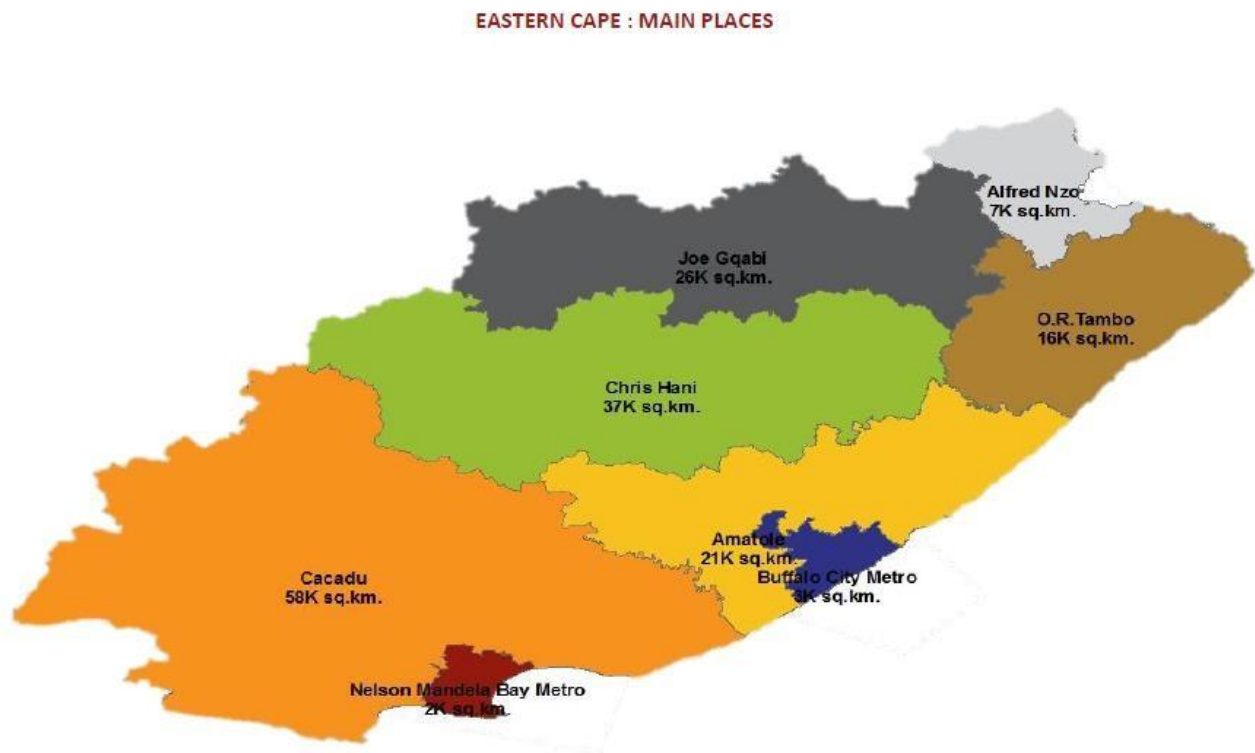 EASTERN CAPE : MAIN PLACES
Alfred Nzo
7K sq.km.
Joe Gqabi
26K sq.km.
O.R.Tambo
16K sq.km.
Chris Hani
37K sq.km.
Amatole
21K sq.km.
Buffalo City Metro
3K sq.km.
Cacadu
58K sq.km.
Nelson Mandela Bay Metro
2K sq.km.